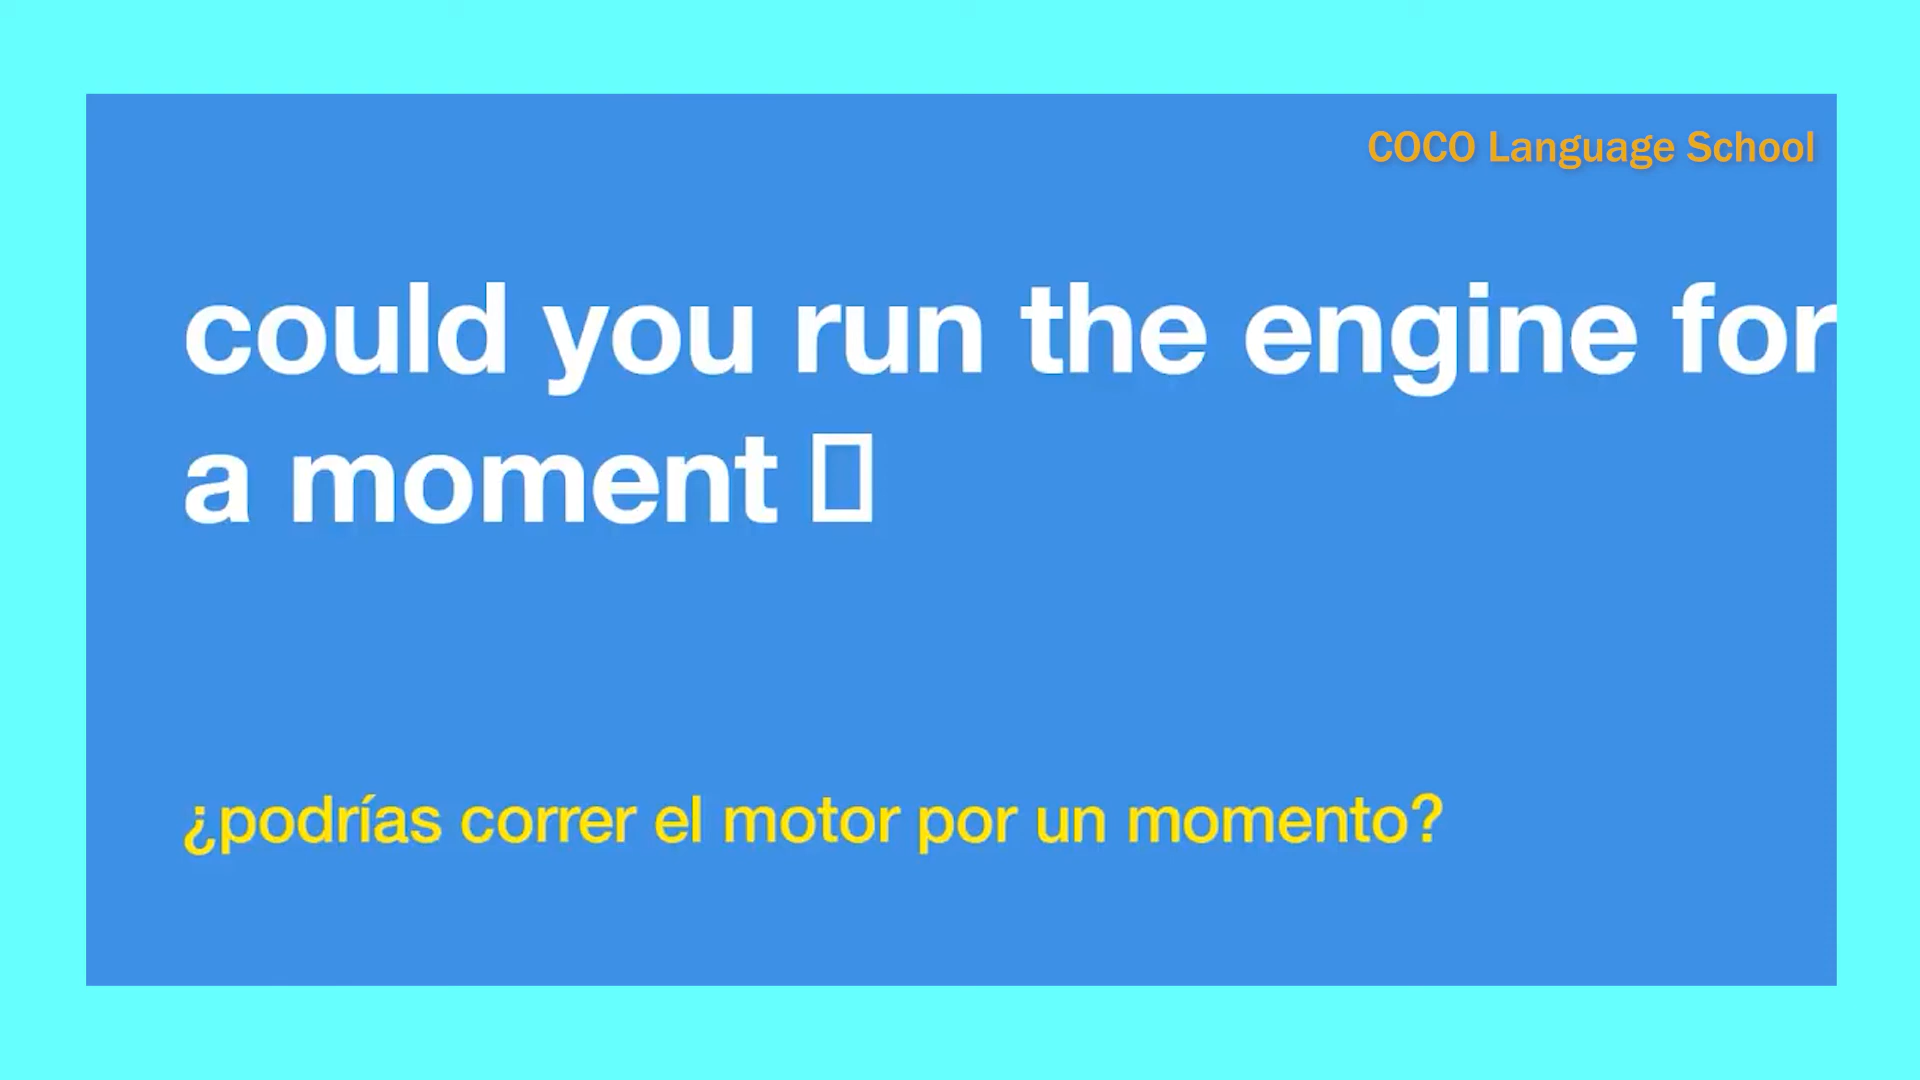 COCO Language School
could you run the engine for
a moment
¿podrías correr el motor por un momento?